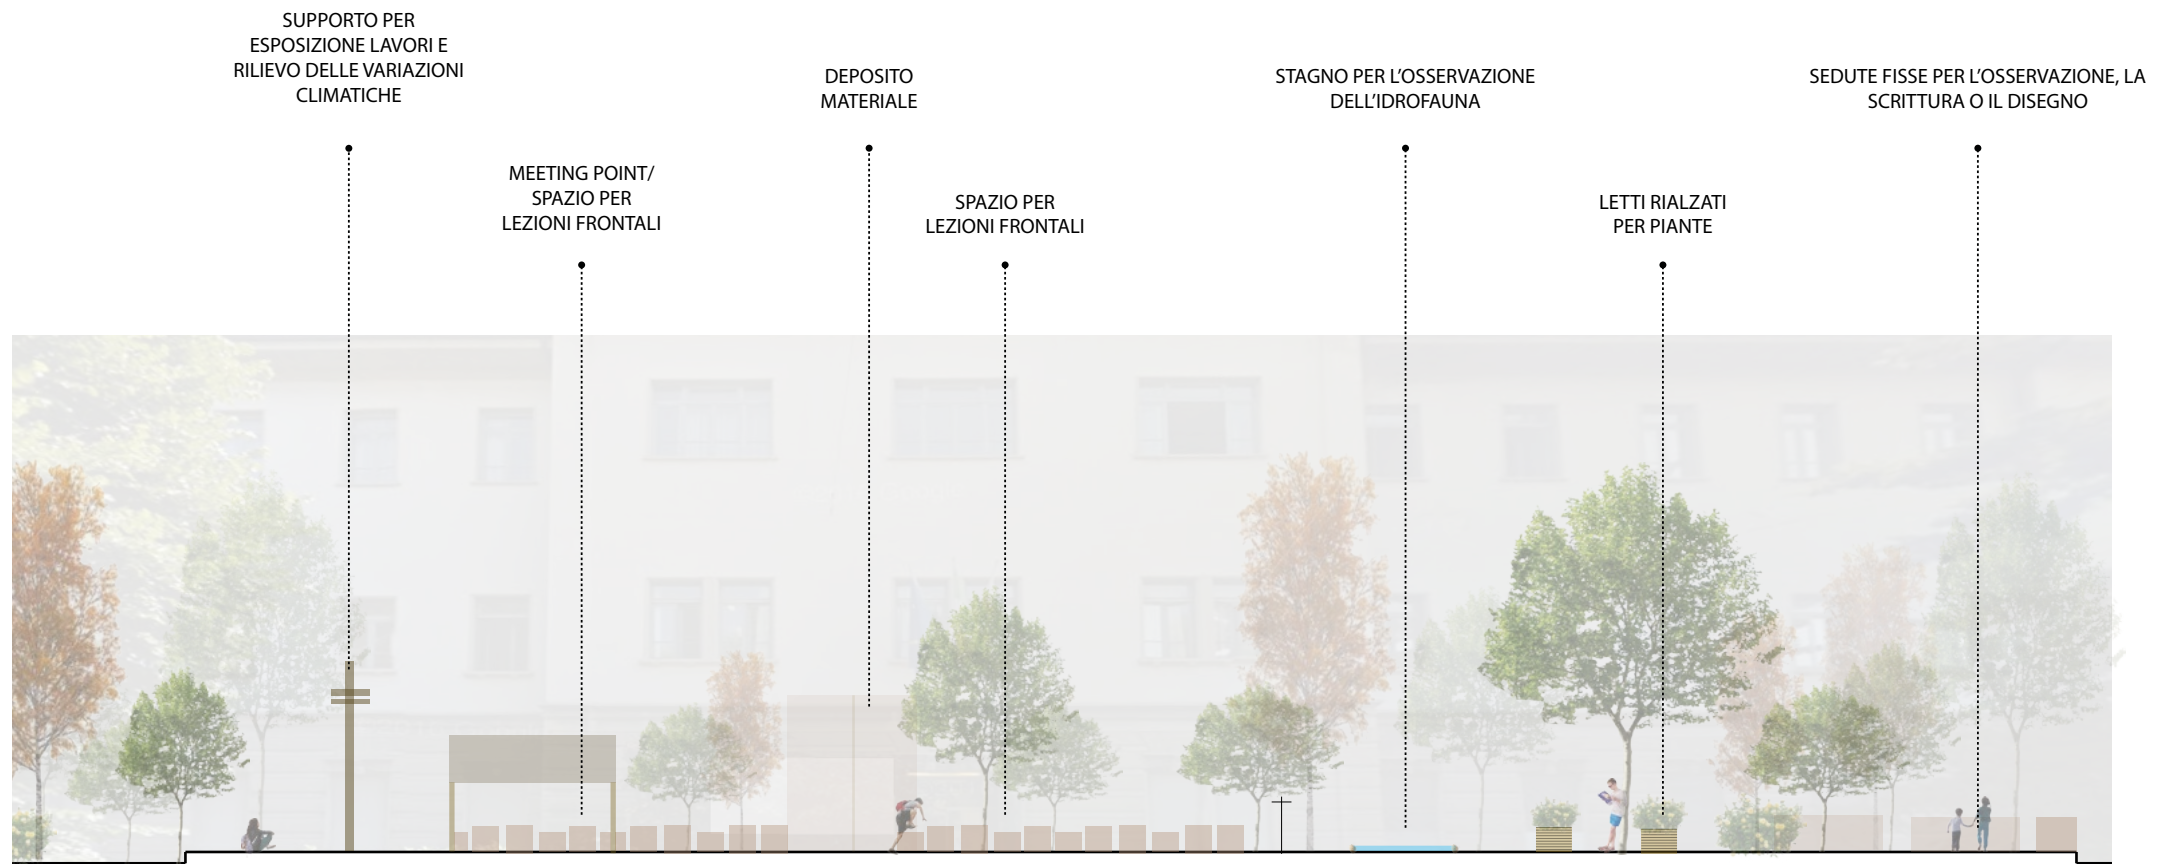 SUPPORTO PER
ESPOSIZIONE LAVORI E
RILIEVO DELLE VARIAZIONI
CLIMATICHE
MEETING POINT/
SPAZIO PER
LEZIONI FRONTALI
DEPOSITO
MATERIALE
SPAZIO PER
LEZIONI FRONTALI
STAGNO PER L'OSSERVAZIONE
DELL'IDROFAUNA
LETTI RIALZATI
PER PIANTE
SEDUTE FISSE PER L'OSSERVAZIONE, LA
SCRITTURA O IL DISEGNO